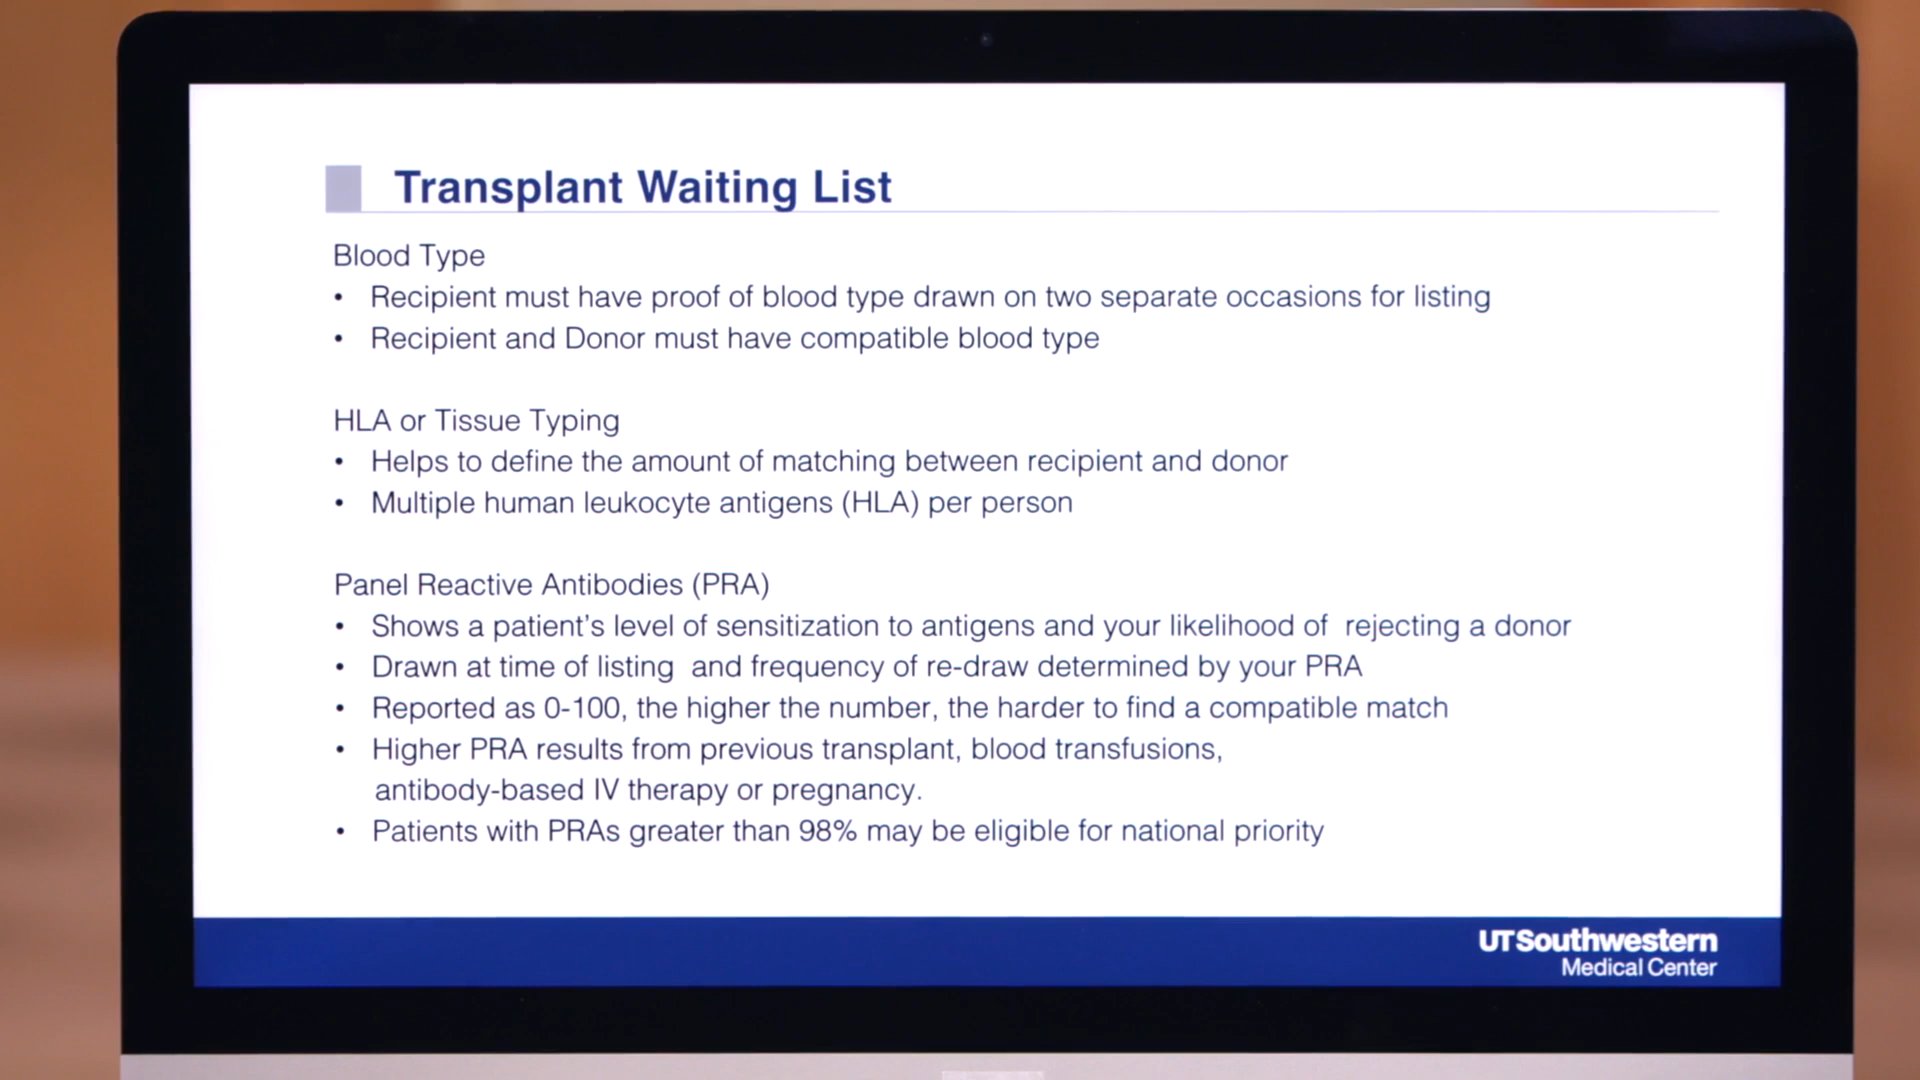 Transplant Waiting List
Blood Type
• Recipient must have proof of blood type drawn on two separate occasions for listing
• Recipient and Donor must have compatible blood type
HLA or Tissue Typing
• Helps to define the amount of matching between recipient and donor
• Multiple human leukocyte antigens (HLA) per person
Panel Reactive Antibodies (PRA)
• Shows a patient's level of sensitization to antigens and your likelihood of rejecting a donor
• Drawn at time of listing and frequency of re-draw determined by your PRA
• Reported as 0-100, the higher the number, the harder to find a compatible match
• Higher PRA results from previous transplant, blood transfusions,
antibody-based IV therapy or pregnancy.
• Patients with PRAs greater than 98% may be eligible for national priority
UTSouthwestern
Medical Center